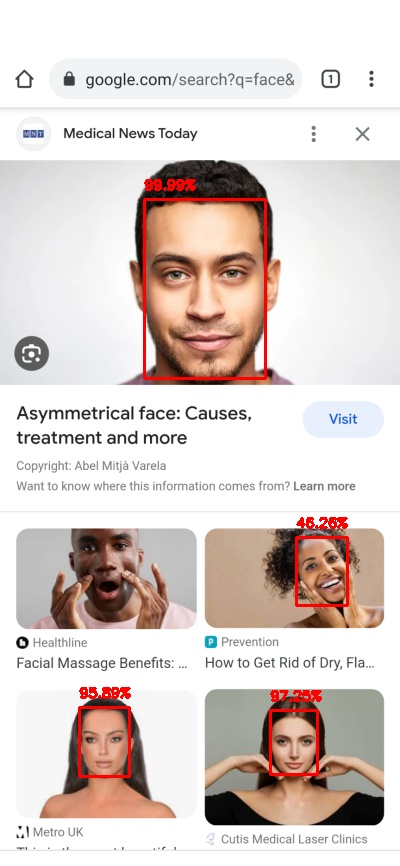 google.com/search?q=face&
1
MNT
Medical News Today
99.99%
Asymmetrical face: Causes,
treatment and more
Visit
Copyright: Abel Mitjà Varela
Want to know where this information comes from? Learn more
46.26%
Healthline
Prevention
Facial Massage Benefits: ...
How to Get Rid of Dry, Fla...
95.89%
97.25%
Metro UK
Cutis Medical Laser Clinics